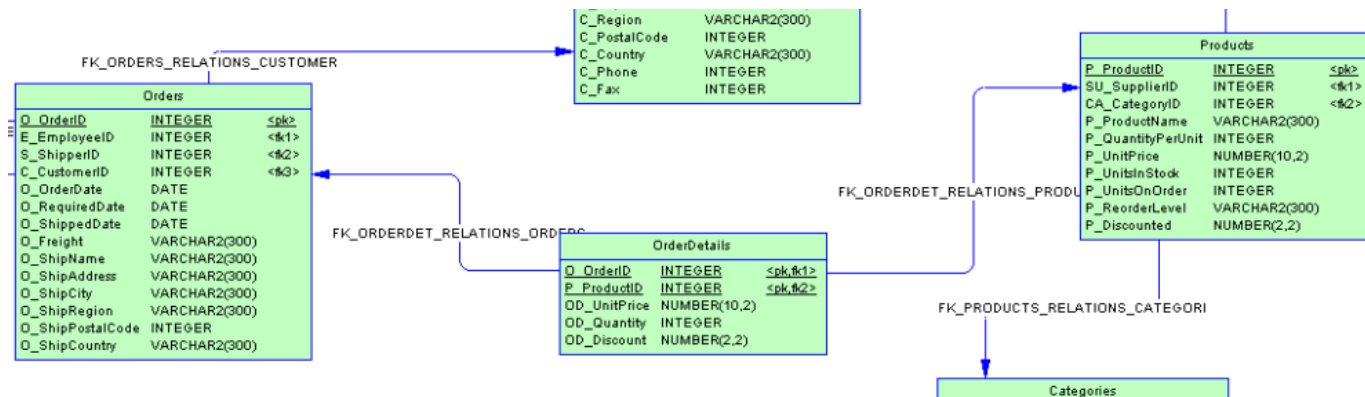 C_Region VARCHAR2(300)
C_PostalCode INTEGER
C_Country VARCHAR2(300)
C_Phone INTEGER
C_Fax INTEGER
FK_ORDERS_RELATIONS_CUSTOMER
Orders
O_OrderID INTEGER <pk>
E_EmployeeID INTEGER <fk1>
S_ShipperID INTEGER <fk2>
C_CustomerID INTEGER <fk3>
O_OrderDate DATE
O_RequiredDate DATE
O_ShippedDate DATE
O_Freight VARCHAR2(300)
O_ShipName VARCHAR2(300)
O_ShipAddress VARCHAR2(300)
O_ShipCity VARCHAR2(300)
O_ShipRegion VARCHAR2(300)
O_ShipPostalCode INTEGER
O_ShipCountry VARCHAR2(300)
FK_ORDERDET_RELATIONS_ORDERS
OrderDetails
O_OrderID INTEGER <pk,fk1>
P_ProductID INTEGER <pk,fk2>
OD_UnitPrice NUMBER(10,2)
OD_Quantity INTEGER
OD_Discount NUMBER(2,2)
FK_ORDERDET_RELATIONS_PRODU
Products
P_ProductID INTEGER <pk>
SU_SupplierID INTEGER <fk1>
CA_CategoryID INTEGER <fk2>
P_ProductName VARCHAR2(300)
P_QuantityPerUnit INTEGER
P_UnitPrice NUMBER(10,2)
P_UnitsInStock INTEGER
P_UnitsOnOrder INTEGER
P_ReorderLevel VARCHAR2(300)
P_Discounted NUMBER(2,2)
FK_PRODUCTS_RELATIONS_CATEGORI
Categories